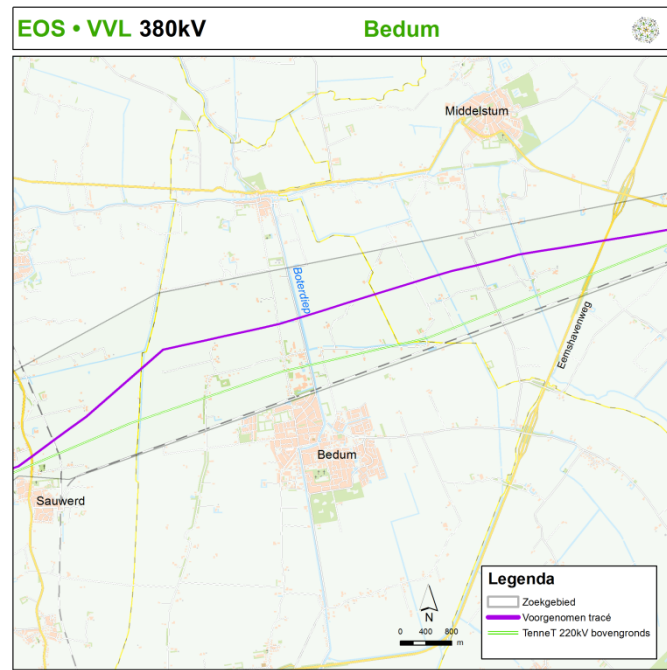 EOS • VVL 380kV Bedum
Middelstum
Boterdiep
Eemshavenweg
Bedum
Sauwerd
N
0 400 800
m
Legenda
Zoekgebied
Voorgenomen tracé
TenneT 220kV bovengronds